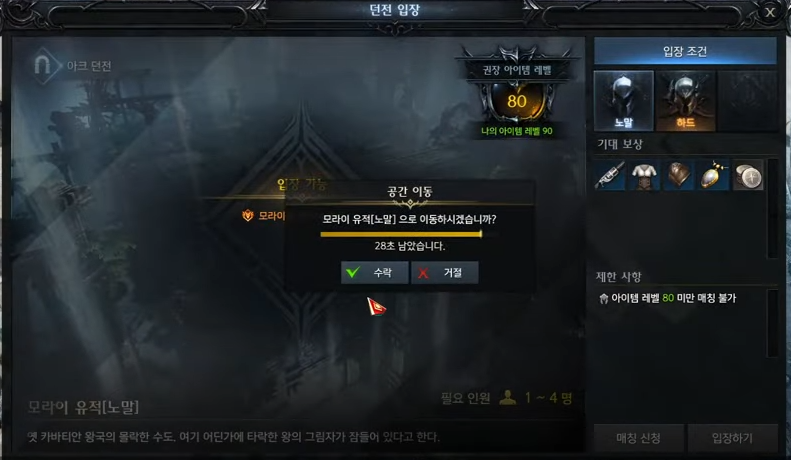 던전 입장
X
아크 던전
권장 아이템 레벨
80
나의 아이템 레벨 90
입장 조건
노말
하드
기대 보상
입장 가능
모라이
공간 이동
모라이 유적[노말] 으로 이동하시겠습니까?
28초 남았습니다.
수락
거절
제한 사항
아이템 레벨 80 미만 매칭 불가
필요 인원 1 ~ 4 명
모라이 유적[노말]
옛 카바티안 왕국의 몰락한 수도. 여기 어딘가에 타락한 왕의 그림자가 잠들어 있다고 한다.
매칭 신청
입장하기